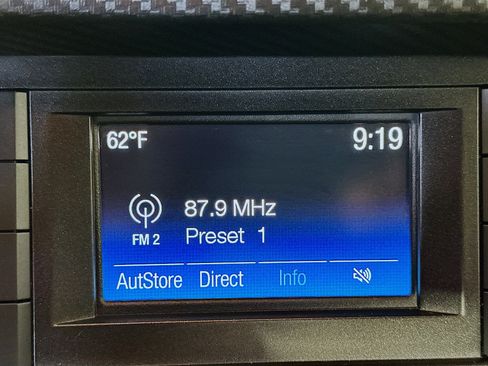 62°F 9:19
87.9 MHz
FM 2 Preset 1
AutStore Direct Info